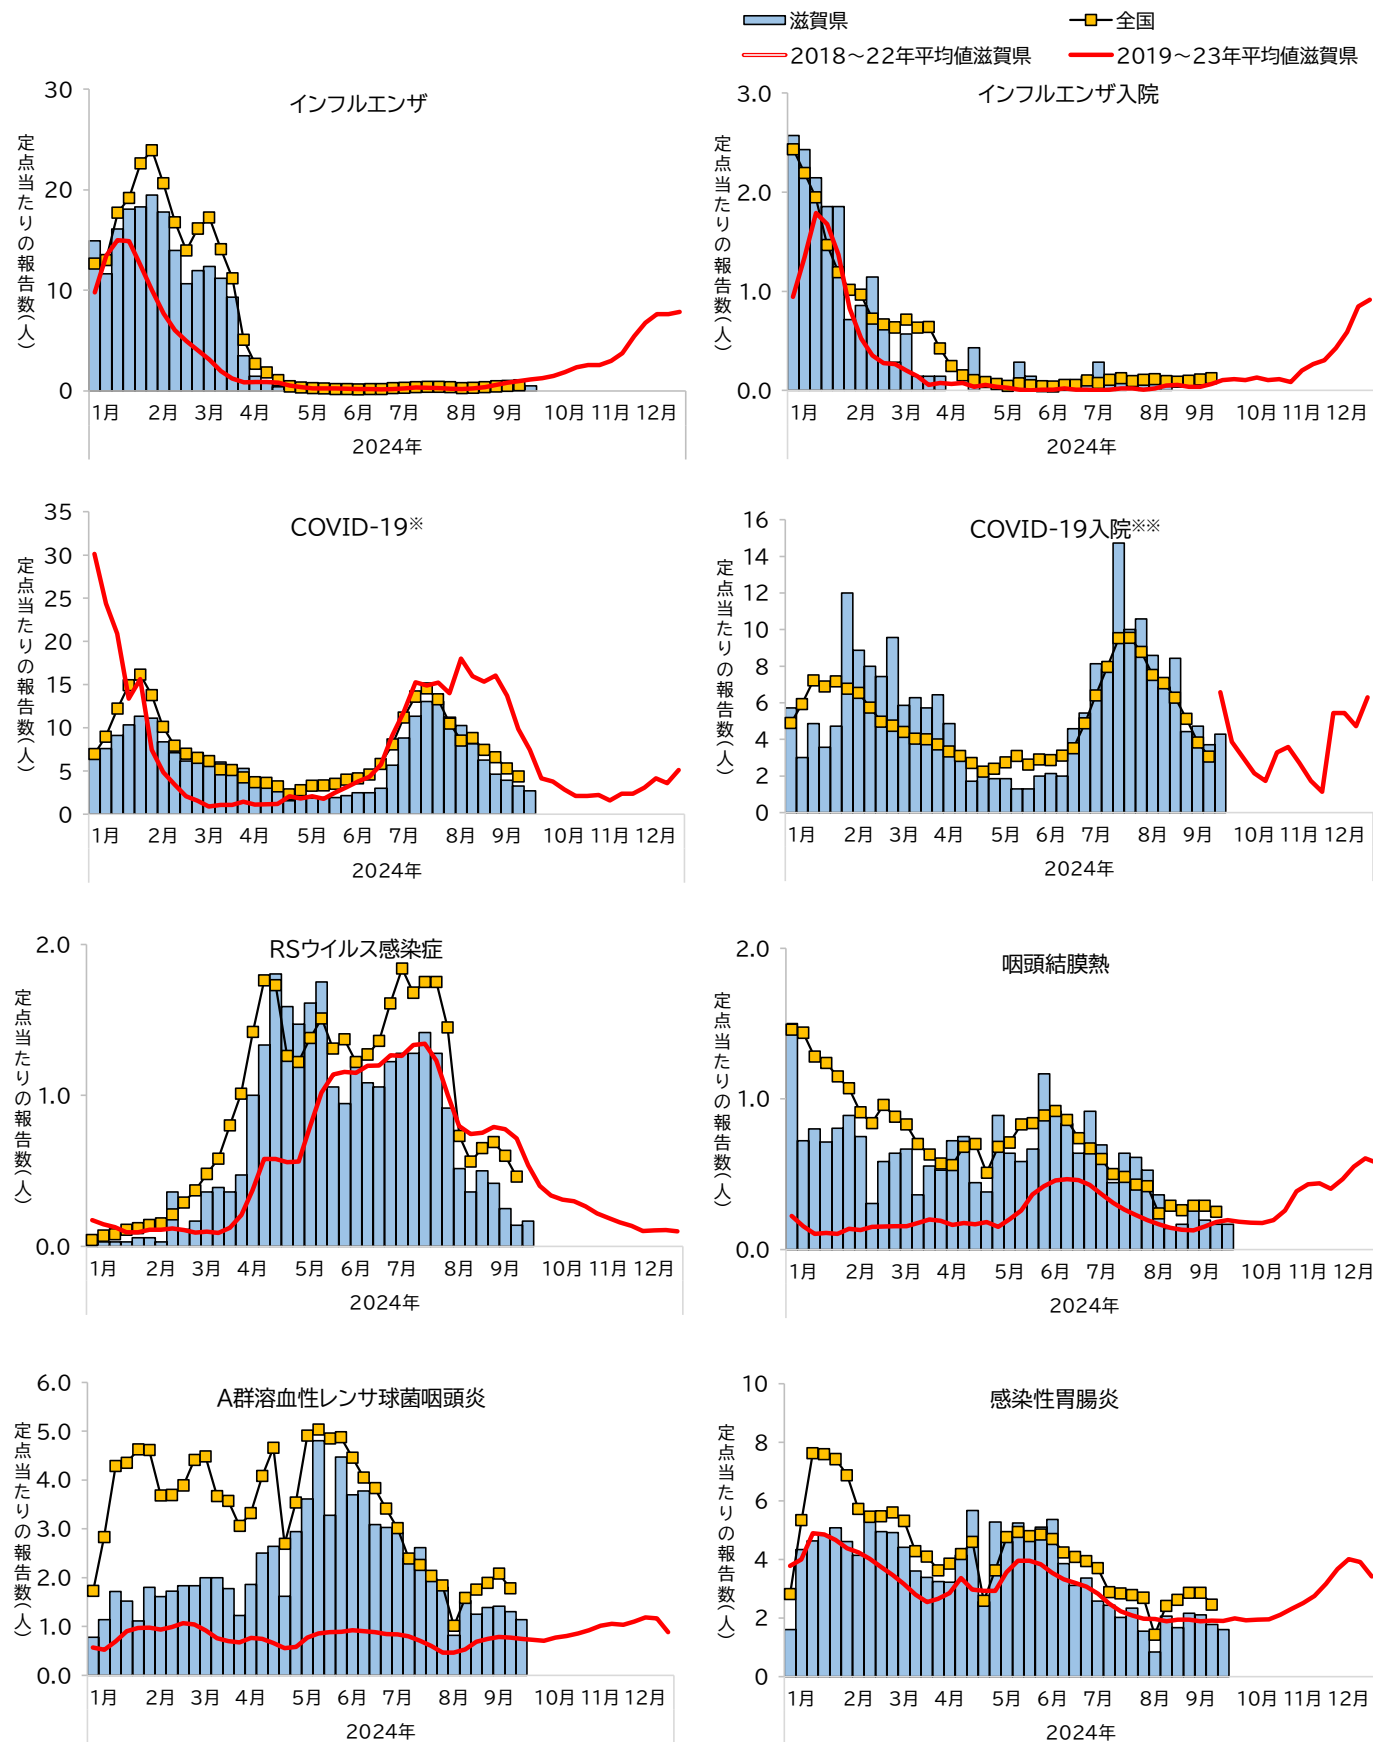 滋賀県
全国
2018～22年平均値滋賀県
2019～23年平均値滋賀県
インフルエンザ
定点当たりの報告数(人)
30
20
10
0
1月 2月 3月 4月 5月 6月 7月 8月 9月 10月 11月 12月
2024年
インフルエンザ入院
定点当たりの報告数(人)
3.0
2.0
1.0
0.0
1月 2月 3月 4月 5月 6月 7月 8月 9月 10月 11月 12月
2024年
COVID-19※
定点当たりの報告数(人)
35
30
25
20
15
10
5
0
1月 2月 3月 4月 5月 6月 7月 8月 9月 10月 11月 12月
2024年
COVID-19入院※※
定点当たりの報告数(人)
16
14
12
10
8
6
4
2
0
1月 2月 3月 4月 5月 6月 7月 8月 9月 10月 11月 12月
2024年
RSウイルス感染症
定点当たりの報告数(人)
2.0
1.0
0.0
1月 2月 3月 4月 5月 6月 7月 8月 9月 10月 11月 12月
2024年
咽頭結膜熱
定点当たりの報告数(人)
2.0
1.0
0.0
1月 2月 3月 4月 5月 6月 7月 8月 9月 10月 11月 12月
2024年
A群溶血性レンサ球菌咽頭炎
定点当たりの報告数(人)
6.0
5.0
4.0
3.0
2.0
1.0
0.0
1月 2月 3月 4月 5月 6月 7月 8月 9月 10月 11月 12月
2024年
感染性胃腸炎
定点当たりの報告数(人)
10
8
6
4
2
0
1月 2月 3月 4月 5月 6月 7月 8月 9月 10月 11月 12月
2024年